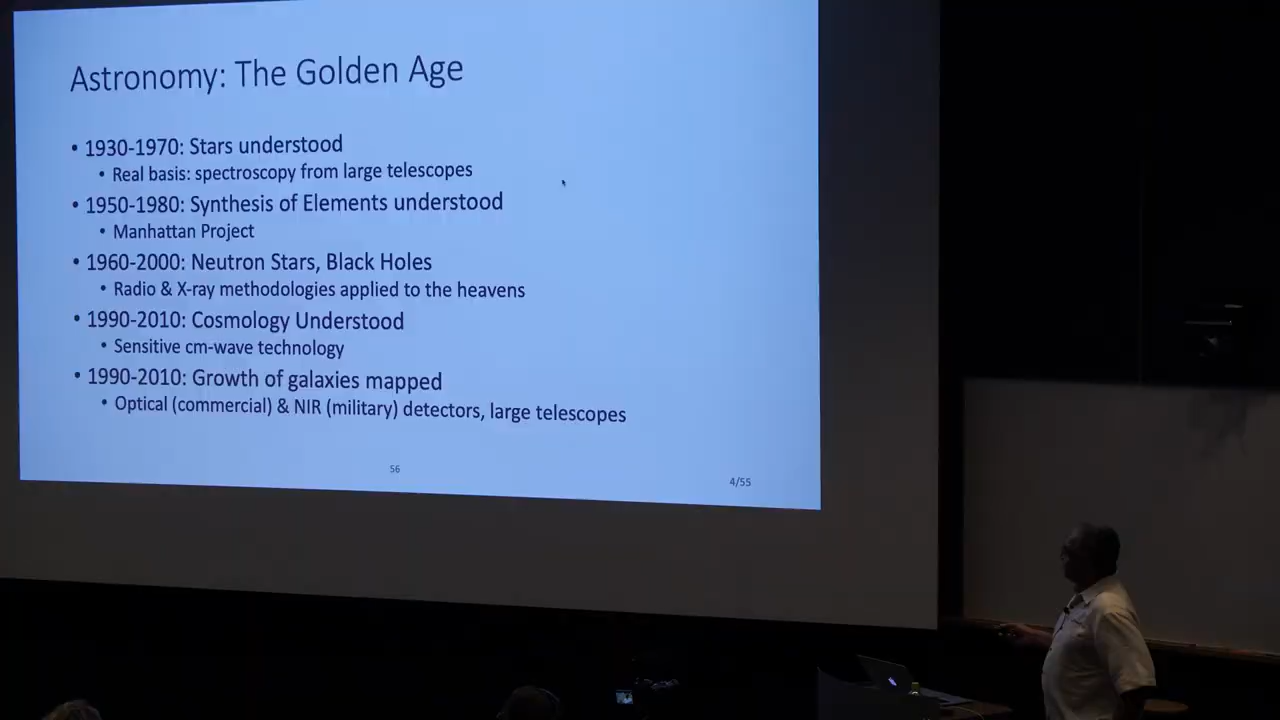 Astronomy: The Golden Age
• 1930-1970: Stars understood
• Real basis: spectroscopy from large telescopes
• 1950-1980: Synthesis of Elements understood
• Manhattan Project
• 1960-2000: Neutron Stars, Black Holes
• Radio & X-ray methodologies applied to the heavens
• 1990-2010: Cosmology Understood
• Sensitive cm-wave technology
• 1990-2010: Growth of galaxies mapped
• Optical (commercial) & NIR (military) detectors, large telescopes
56
4/55